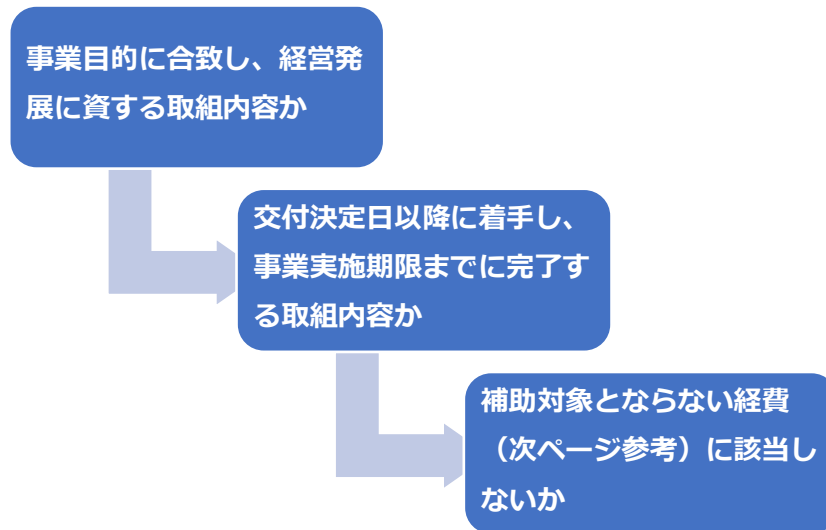 事業目的に合致し、経営発
展に資する取組内容か
交付決定日以降に着手し、
事業実施期限までに完了す
る取組内容か
補助対象とならない経費
（次ページ参考）に該当し
ないか